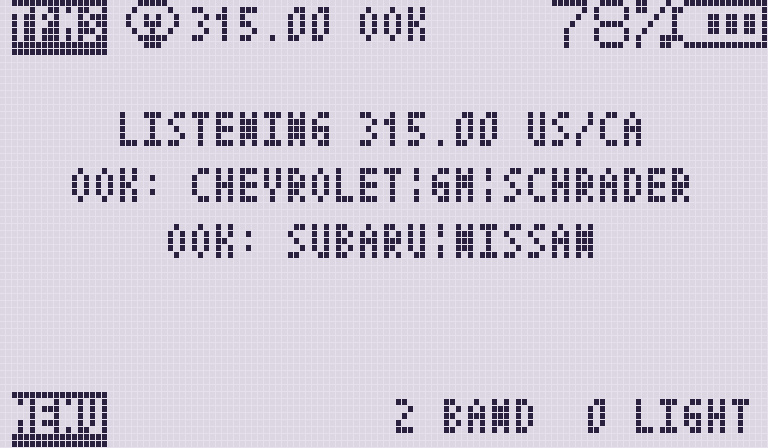 315.00 OOK 78%
LISTENING 315.00 US/CA
OOK: CHEVROLET|GM|SCHRADER
OOK: SUBARU|NISSAN
2 BAND 0 LIGHT